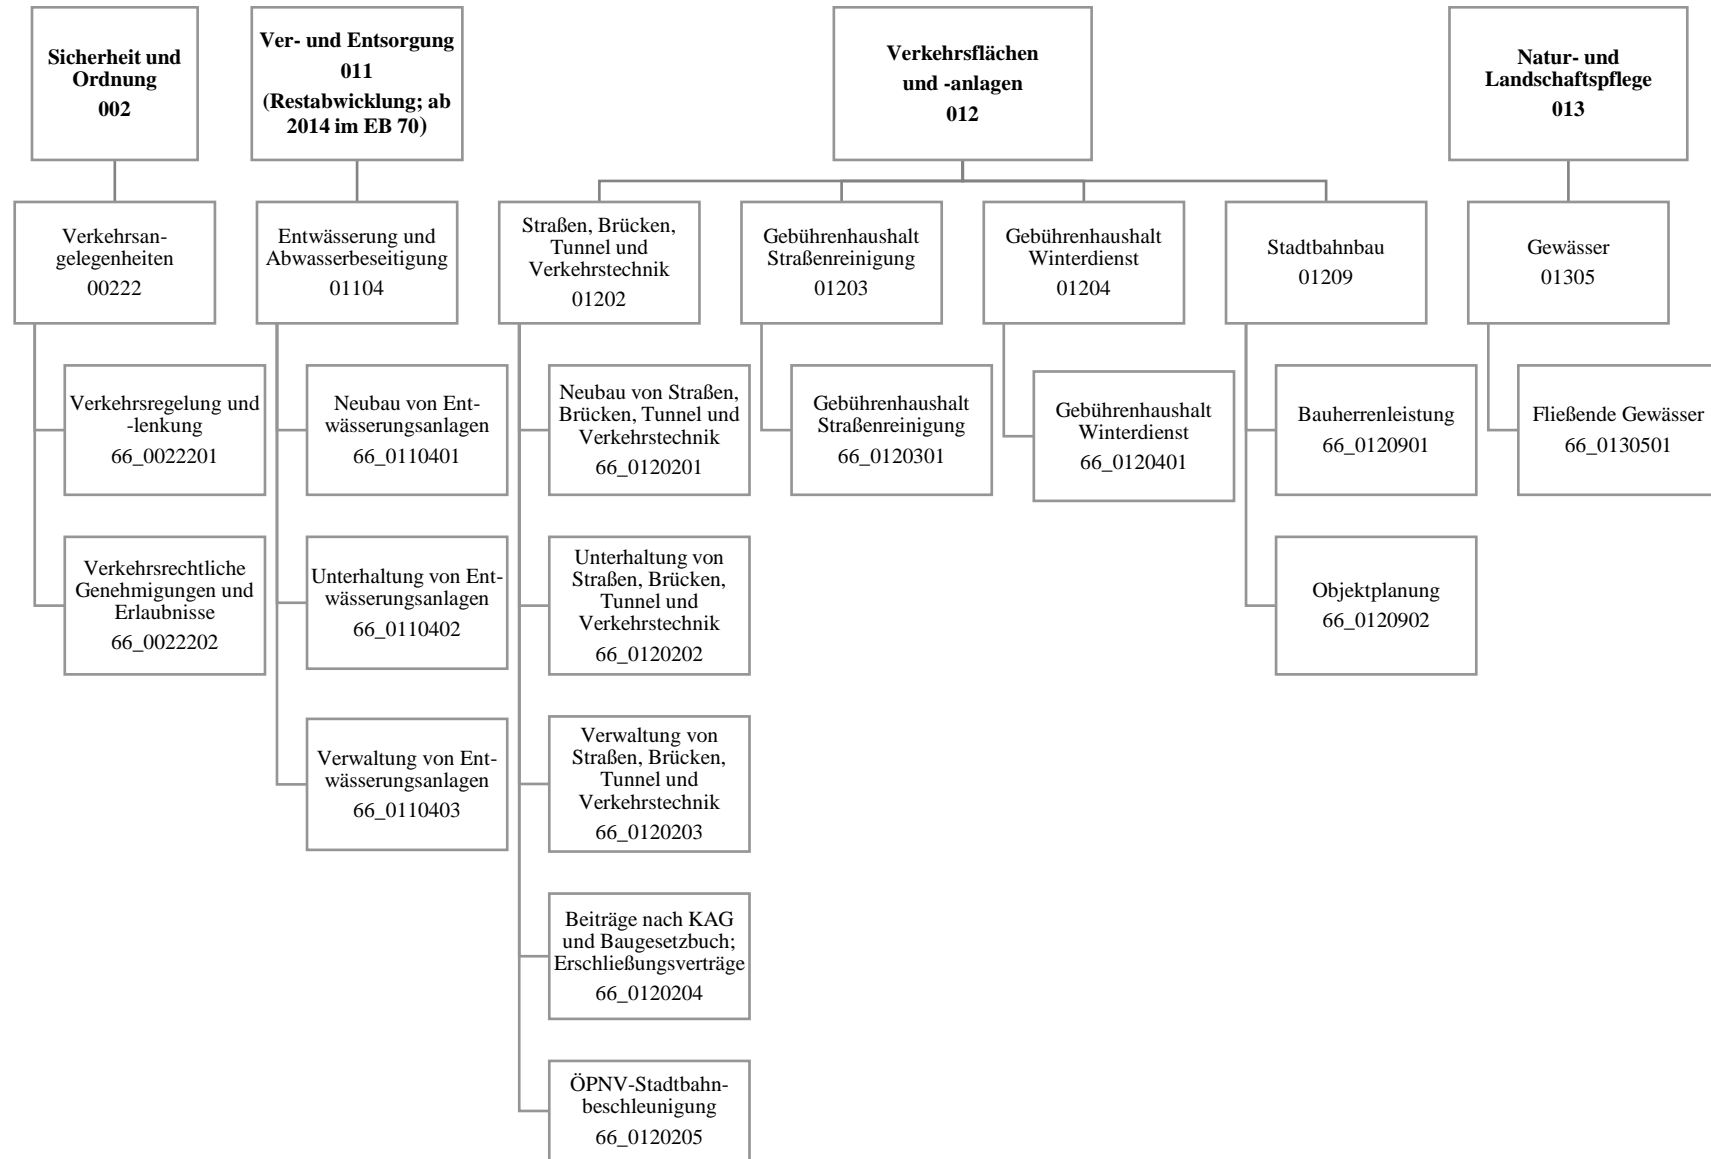 Sicherheit und
Ordnung
002
Ver- und Entsorgung
011
(Restabwicklung; ab
2014 im EB 70)
Verkehrsflächen
und -anlagen
012
Natur- und
Landschaftspflege
013
Verkehrsan-
gelegenheiten
00222
Entwässerung und
Abwasserbeseitigung
01104
Straßen, Brücken,
Tunnel und
Verkehrstechnik
01202
Gebührenhaushalt
Straßenreinigung
01203
Gebührenhaushalt
Winterdienst
01204
Stadtbahnbau
01209
Gewässer
01305
Verkehrsregelung und
-lenkung
66_0022201
Neubau von Ent-
wässerungsanlagen
66_0110401
Neubau von Straßen,
Brücken, Tunnel und
Verkehrstechnik
66_0120201
Gebührenhaushalt
Straßenreinigung
66_0120301
Gebührenhaushalt
Winterdienst
66_0120401
Bauherrenleistung
66_0120901
Fließende Gewässer
66_0130501
Verkehrsrechtliche
Genehmigungen und
Erlaubnisse
66_0022202
Unterhaltung von Ent-
wässerungsanlagen
66_0110402
Unterhaltung von
Straßen, Brücken,
Tunnel und
Verkehrstechnik
66_0120202
Objektplanung
66_0120902
Verwaltung von Ent-
wässerungsanlagen
66_0110403
Verwaltung von
Straßen, Brücken,
Tunnel und
Verkehrstechnik
66_0120203
Beiträge nach KAG
und Baugesetzbuch;
Erschließungsverträge
66_0120204
ÖPNV-Stadtbahn-
beschleunigung
66_0120205